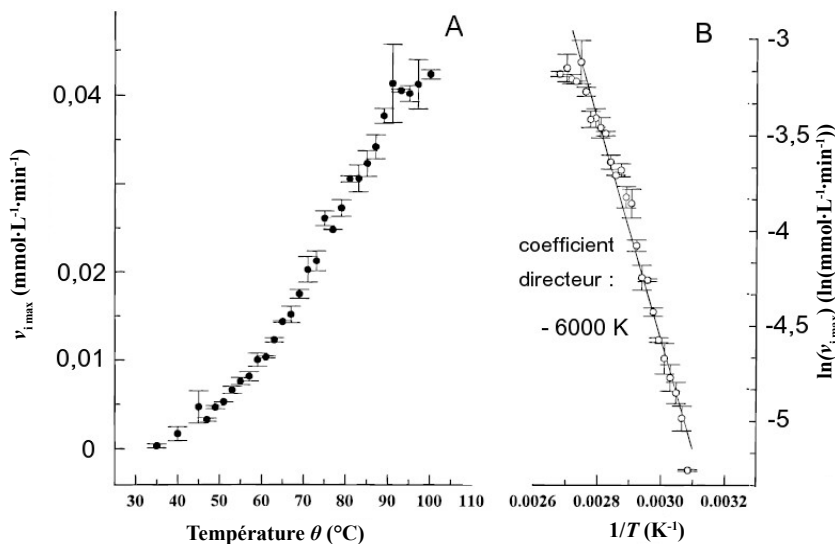 A
0,04
0,02
0,01
0
v i max (mmol·L-1·min-1)
30 40 50 60 70 80 90 100 110
Température θ (°C)
B
-3
-3,5
-4
-4,5
-5
ln(v i max) (ln(mmol·L-1·min-1))
coefficient
directeur :
- 6000 K
0.0026 0.0028 0.0030 0.0032
1/T (K-1)